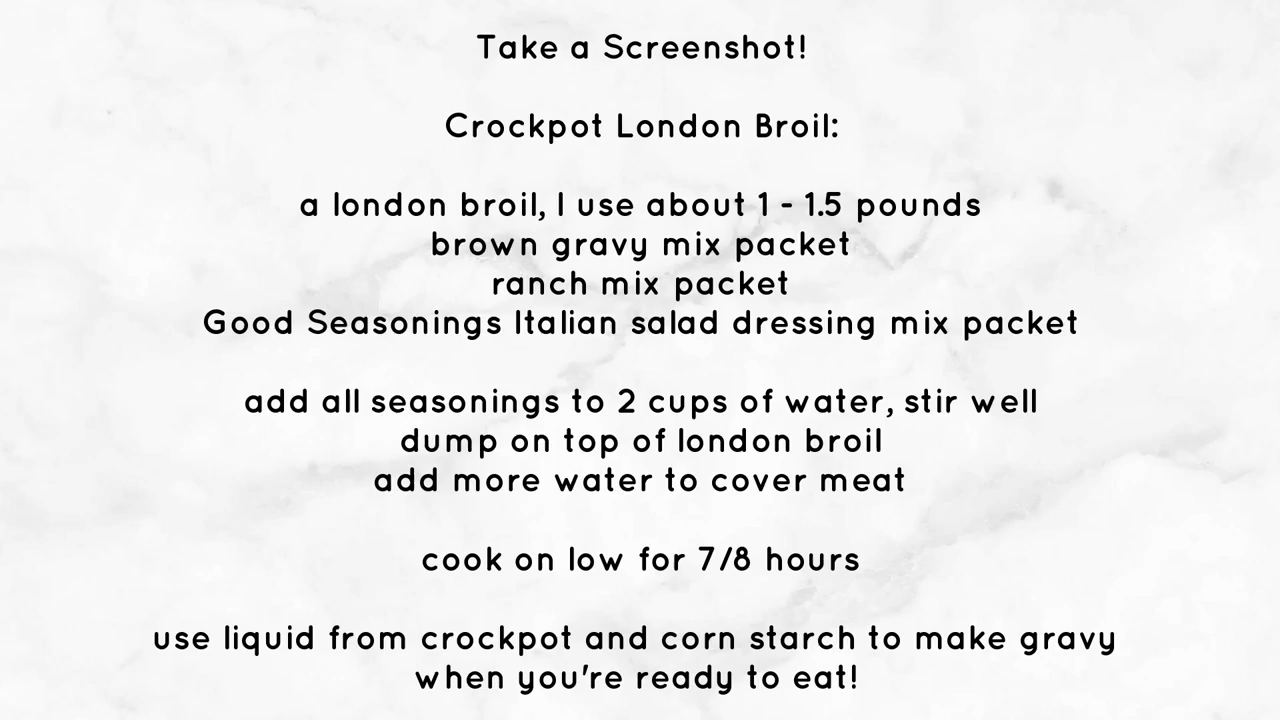 Take a Screenshot!
Crockpot London Broil:
a london broil, I use about 1 - 1.5 pounds
brown gravy mix packet
ranch mix packet
Good Seasonings Italian salad dressing mix packet
add all seasonings to 2 cups of water, stir well
dump on top of london broil
add more water to cover meat
cook on low for 7/8 hours
use liquid from crockpot and corn starch to make gravy
when you're ready to eat!